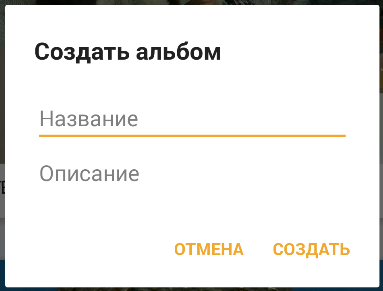 Создать альбом
Название
Описание
ОТМЕНА СОЗДАТЬ